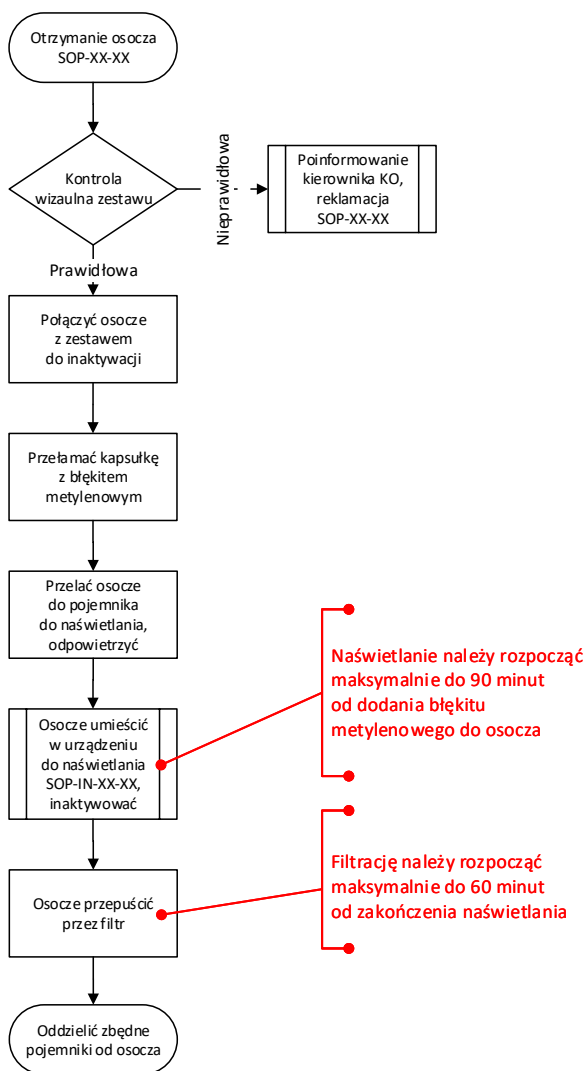 Otrzymanie osocza
SOP-XX-XX
Kontrola
wizaulna zestawu
Nieprawidłowa
Poinformowanie
kierownika KO,
reklamacja
SOP-XX-XX
Prawidłowa
Połączyć osocze
z zestawem
do inaktywacji
Przełamać kapsułkę
z błękitem
metylenowym
Przelać osocze
do pojemnika
do naświetlania,
odpowietrzyć
Naświetlanie należy rozpocząć
maksymalnie do 90 minut
od dodania błękitu
metylenowego do osocza
Osocze umieścić
w urządzeniu
do naświetlania
SOP-IN-XX-XX,
inaktywować
Filtrację należy rozpocząć
maksymalnie do 60 minut
od zakończenia naświetlania
Osocze przepuścić
przez filtr
Oddzielić zbędne
pojemniki od osocza